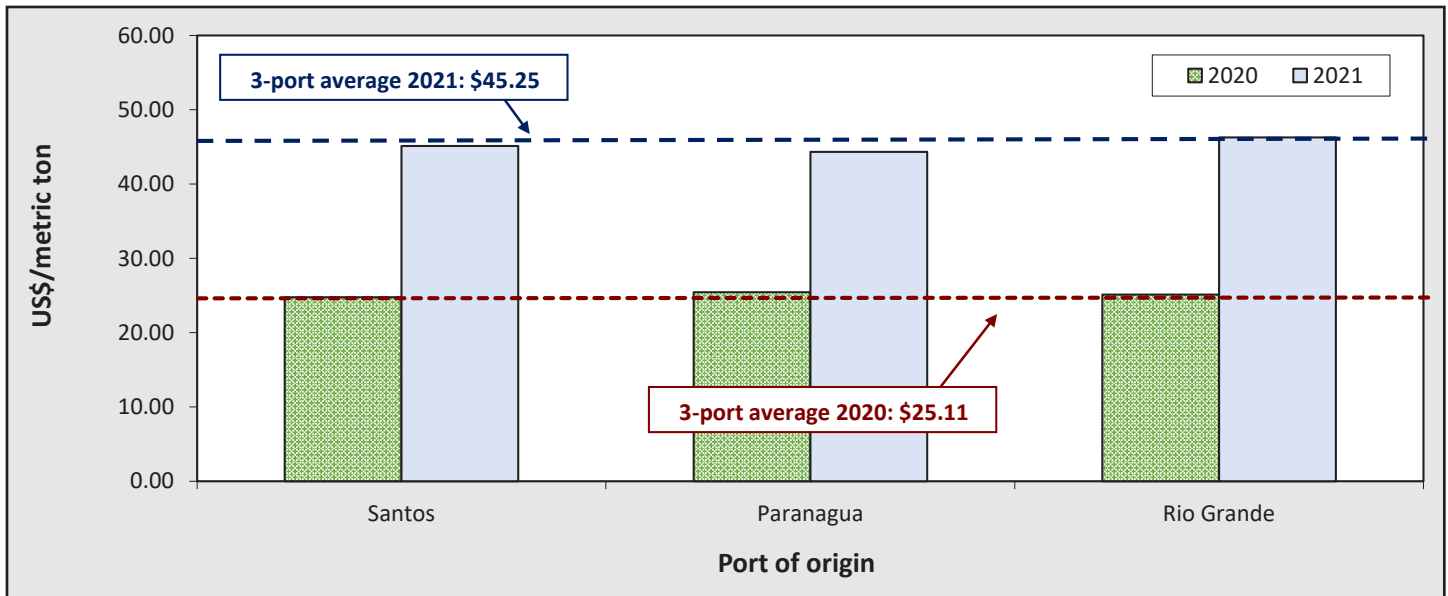 60.00
50.00
40.00
30.00
20.00
10.00
0.00
US$/metric ton
3-port average 2021: $45.25
2020 2021
3-port average 2020: $25.11
Santos Paranagua Rio Grande
Port of origin